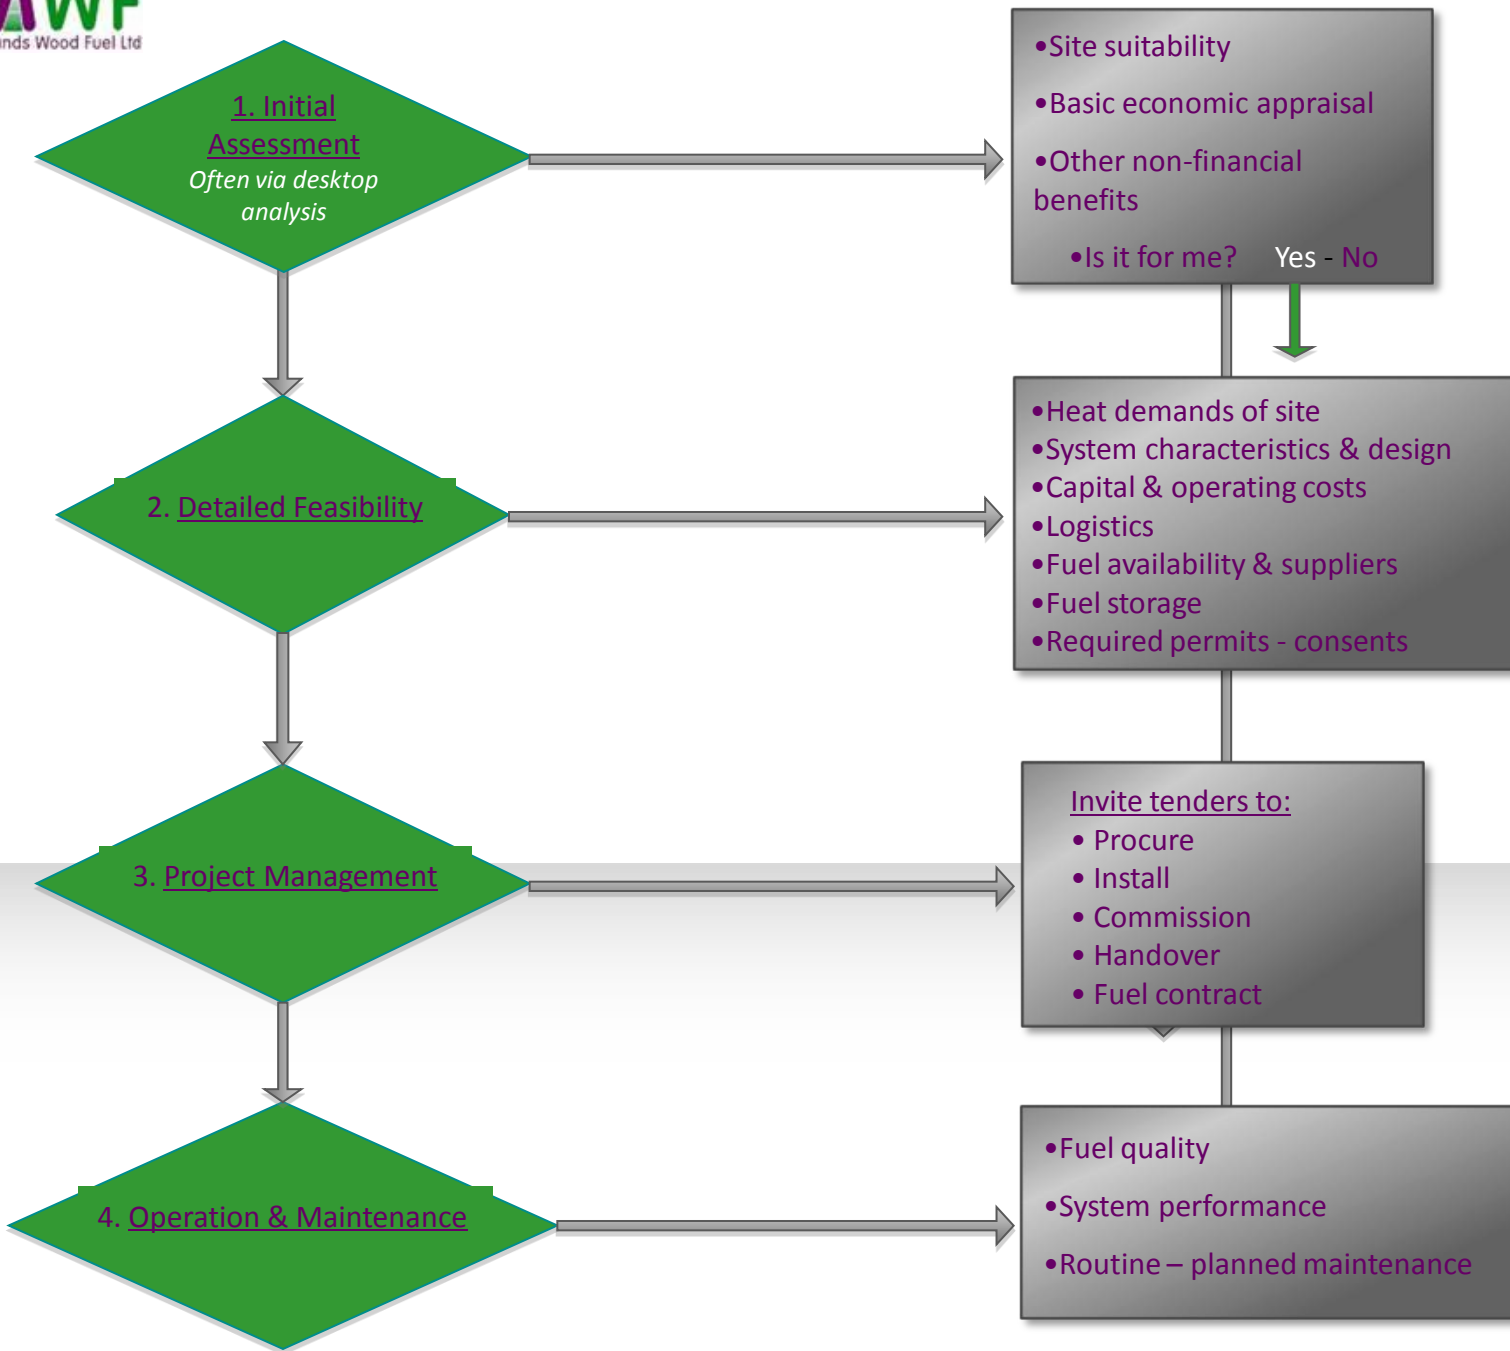 AWF
nds Wood Fuel Ltd
1. Initial
Assessment
Often via desktop
analysis
•Site suitability
•Basic economic appraisal
•Other non-financial
benefits
•Is it for me? Yes - No
2. Detailed Feasibility
•Heat demands of site
•System characteristics & design
•Capital & operating costs
•Logistics
•Fuel availability & suppliers
•Fuel storage
•Required permits - consents
3. Project Management
Invite tenders to:
• Procure
• Install
• Commission
• Handover
• Fuel contract
4. Operation & Maintenance
•Fuel quality
•System performance
•Routine – planned maintenance